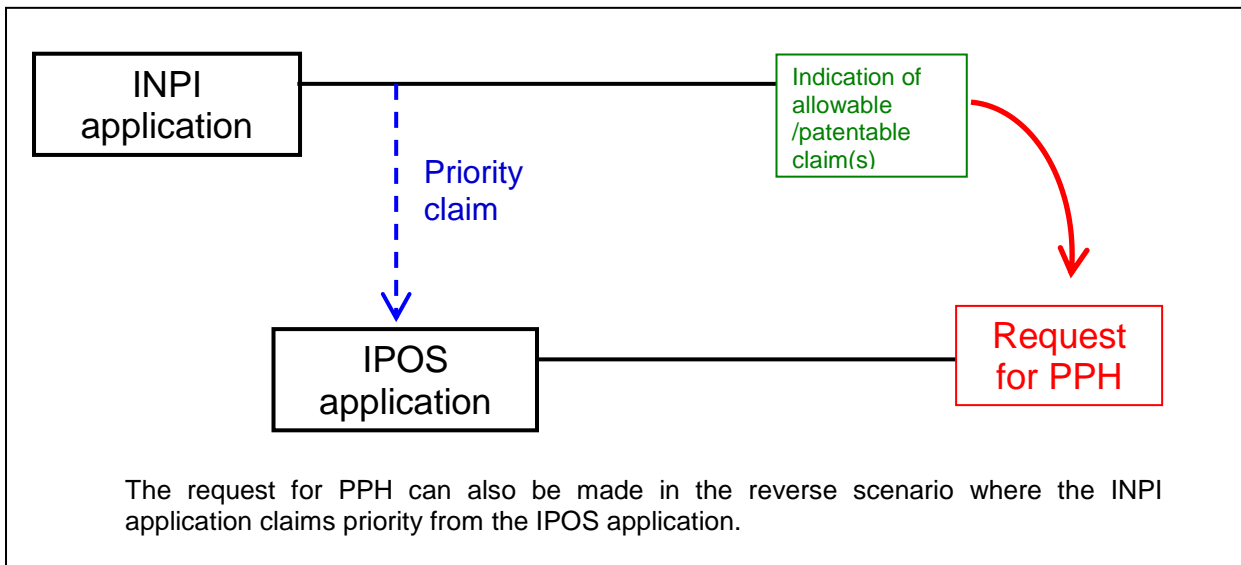 INPI
application
Indication of
allowable
/patentable
claim(s)
Priority
claim
IPOS
application
Request
for PPH
The request for PPH can also be made in the reverse scenario where the INPI
application claims priority from the IPOS application.